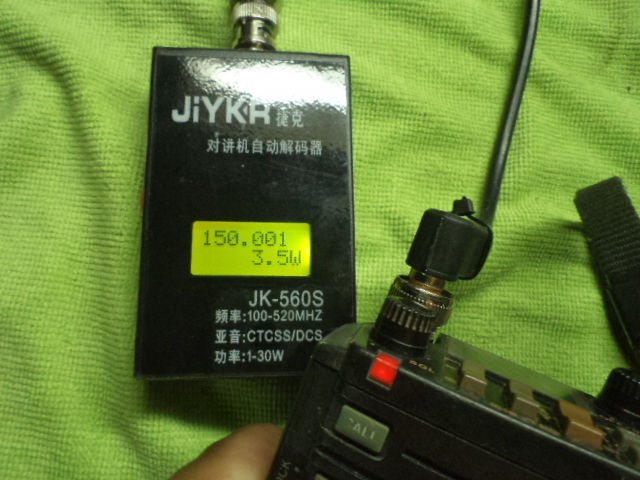 JiYKR 捷克
对讲机自动解码器
150.001
3.5W
JK-560S
频率:100-520MHZ
亚音:CTCSS/DCS
功率:1-30W
SQL
CALL